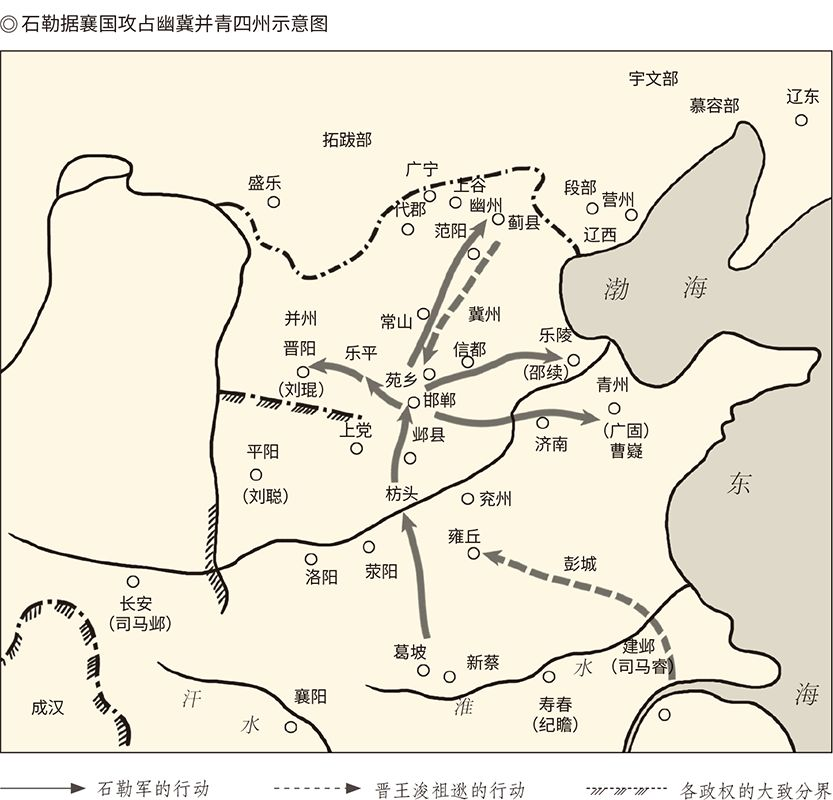 ◎石勒据襄国攻占幽冀并青四州示意图
宇文部
慕容部
辽东
拓跋部
广宁
盛乐
上谷
段部
营州
幽州
代郡
蓟县
范阳
辽西
渤海
并州
常山
冀州
晋阳
乐平
信都
乐陵
(刘琨)
苑乡
(邵续)
青州
邯郸
上党
邺县
济南
(广固)
曹嶷
平阳
(刘聪)
东
枋头
兖州
雍丘
洛阳
荥阳
彭城
长安
(司马邺)
葛坡
新蔡
水
建邺
(司马睿)
成汉
汗
水
襄阳
淮
寿春
(纪瞻)
海
石勒军的行动
晋王浚祖逖的行动
各政权的大致分界